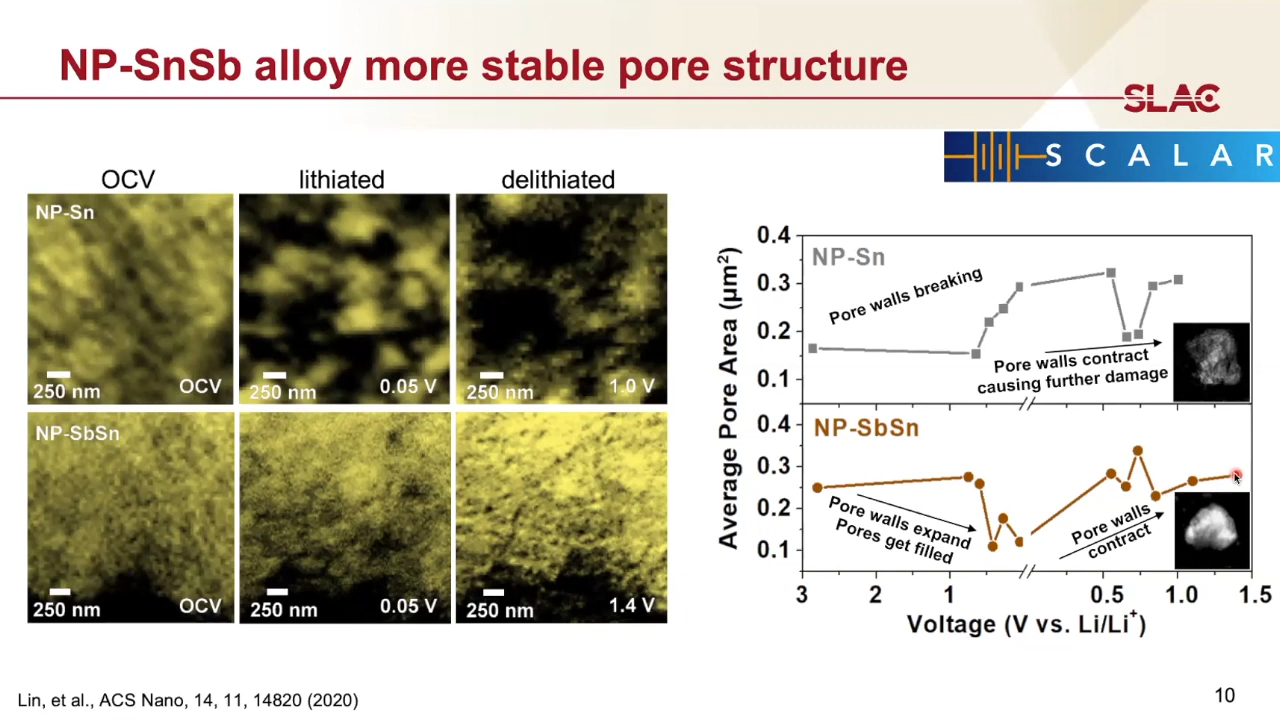 NP-SnSb alloy more stable pore structure
SLAC
SCALAR
OCV
lithiated
delithiated
NP-Sn
250 nm
OCV
250 nm
0.05 V
250 nm
1.0 V
NP-SbSn
250 nm
OCV
250 nm
0.05 V
250 nm
1.4 V
Average Pore Area (μm²)
0.4
0.3
0.2
0.1
NP-Sn
Pore walls breaking
Pore walls contract
causing further damage
0.4
0.3
0.2
0.1
NP-SbSn
Pore walls expand
Pores get filled
Pore walls
contract
3
2
1
0.5
1.0
1.5
Voltage (V vs. Li/Li⁺)
Lin, et al., ACS Nano, 14, 11, 14820 (2020)
10